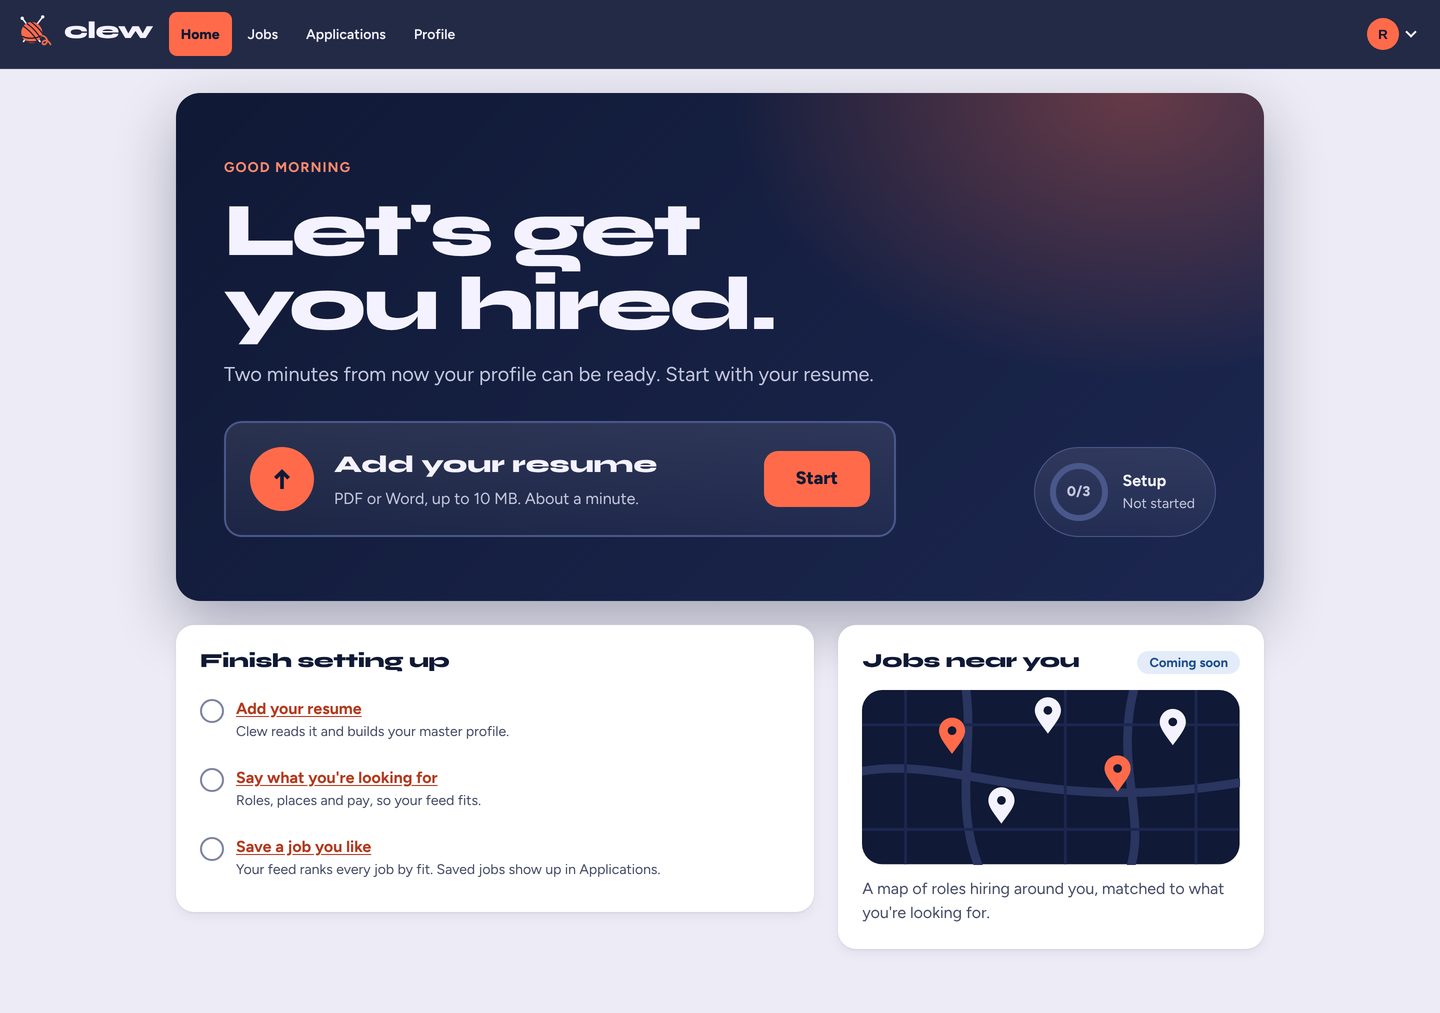 clew
Home
Jobs
Applications
Profile
R
GOOD MORNING
Let's get
you hired.
Two minutes from now your profile can be ready. Start with your resume.
Add your resume
PDF or Word, up to 10 MB. About a minute.
Start
0/3
Setup
Not started
Finish setting up
Add your resume
Clew reads it and builds your master profile.
Say what you're looking for
Roles, places and pay, so your feed fits.
Save a job you like
Your feed ranks every job by fit. Saved jobs show up in Applications.
Jobs near you
Coming soon
A map of roles hiring around you, matched to what
you're looking for.